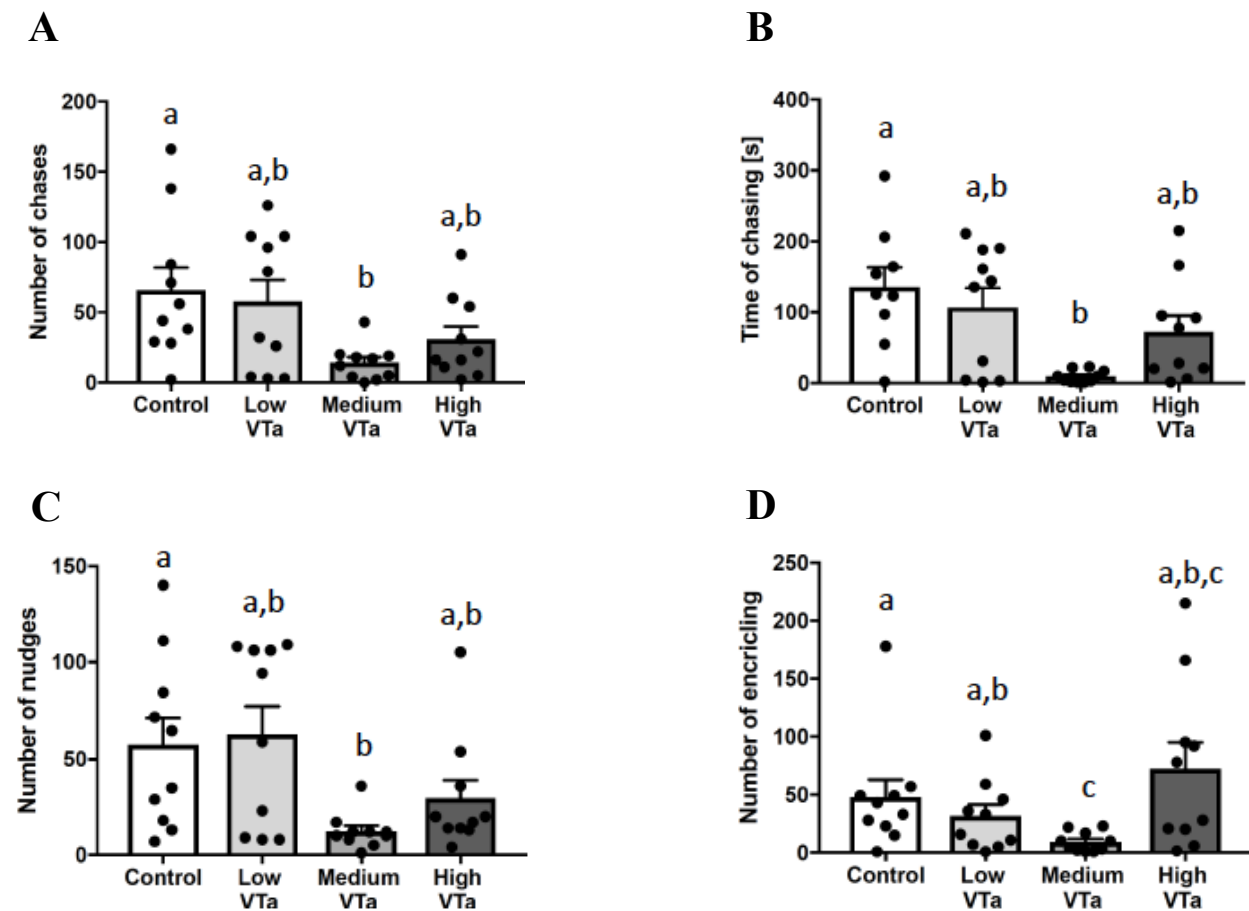 A
Number of chases
200
150
100
50
0
a
a,b
b
a,b
Control
Low
VTa
Medium
VTa
High
VTa
B
Time of chasing [s]
400
300
200
100
0
a
a,b
b
a,b
Control
Low
VTa
Medium
VTa
High
VTa
C
Number of nudges
150
100
50
0
a
a,b
b
a,b
Control
Low
VTa
Medium
VTa
High
VTa
D
Number of encricling
250
200
150
100
50
0
a
a,b
c
a,b,c
Control
Low
VTa
Medium
VTa
High
VTa